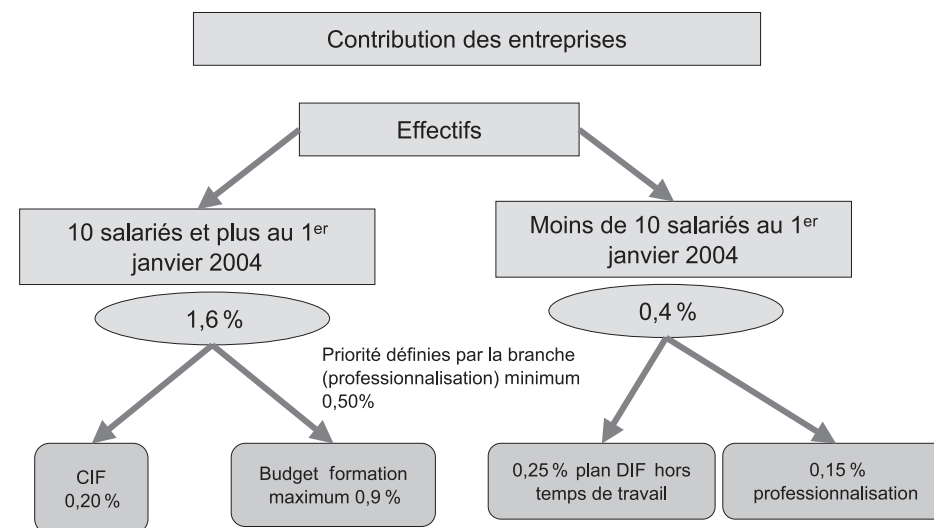 Contribution des entreprises
Effectifs
10 salariés et plus au 1er
janvier 2004
Moins de 10 salariés au 1er
janvier 2004
1,6 %
0,4 %
Priorité définies par la branche
(professionnalisation) minimum
0,50%
CIF
0,20 %
Budget formation
maximum 0,9 %
0,25 % plan DIF hors
temps de travail
0,15 %
professionnalisation